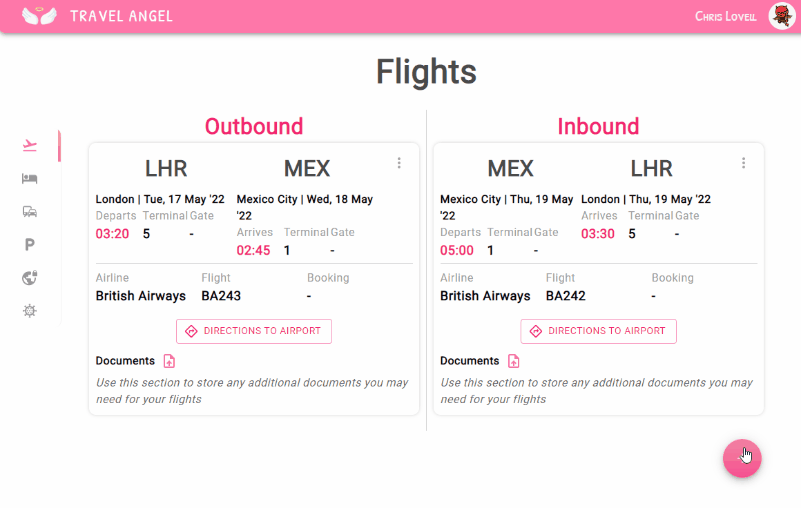 TRAVEL ANGEL
Chris Lovell
Flights
Outbound
LHR
MEX
London | Tue, 17 May '22
Departs Terminal Gate
03:20 5 -
Mexico City | Wed, 18 May
'22
Arrives Terminal Gate
02:45 1 -
Airline Flight Booking
British Airways BA243 -
DIRECTIONS TO AIRPORT
Documents
Use this section to store any additional documents you may
need for your flights
Inbound
MEX
LHR
Mexico City | Thu, 19 May
'22
Departs Terminal Gate
05:00 1 -
London | Thu, 19 May '22
Arrives Terminal Gate
03:30 5 -
Airline Flight Booking
British Airways BA242 -
DIRECTIONS TO AIRPORT
Documents
Use this section to store any additional documents you may
need for your flights
P